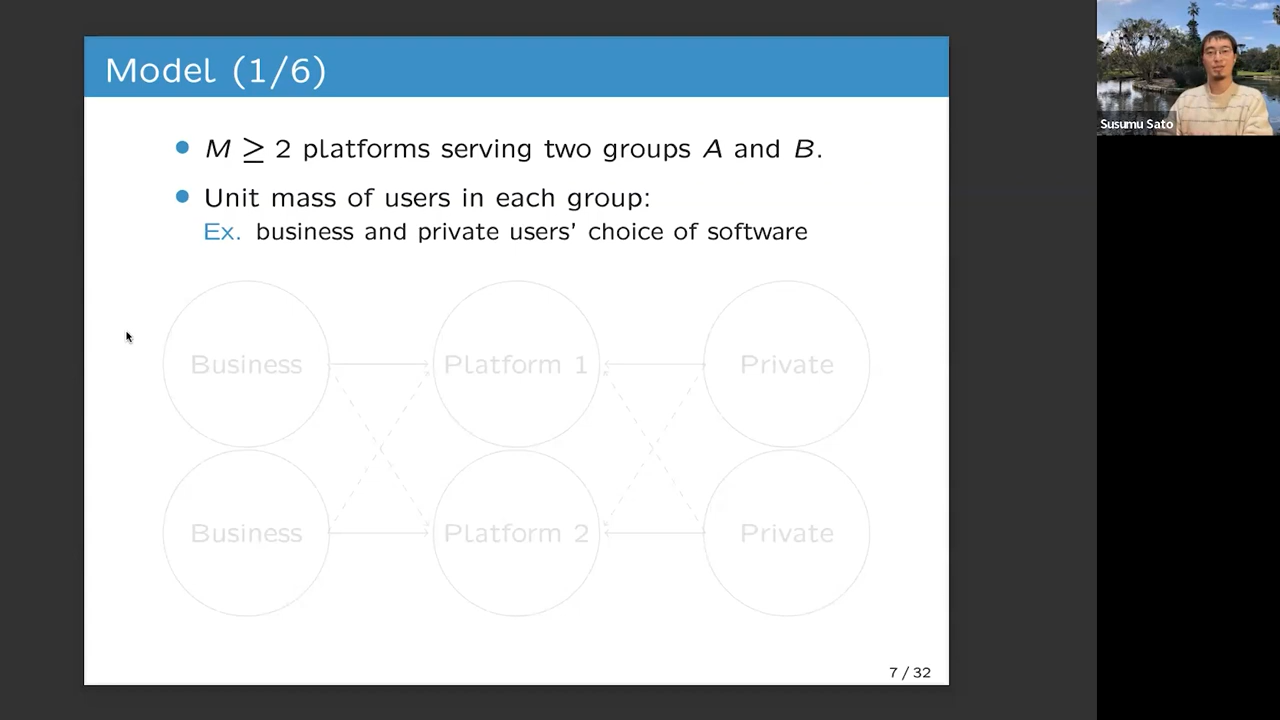 Model (1/6)
Susumu Sato
M ≥ 2 platforms serving two groups A and B.
Unit mass of users in each group:
Ex. business and private users’ choice of software
Business
Platform 1
Private
Business
Platform 2
Private
7 / 32